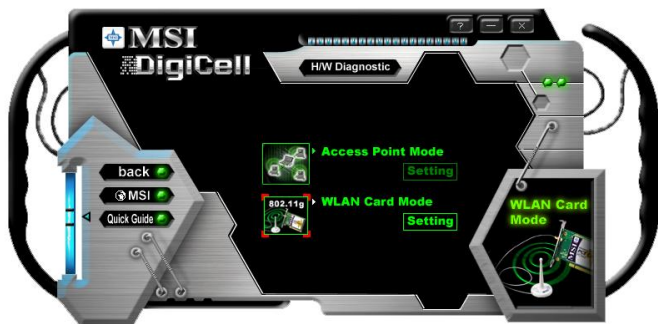 ? — X
MSI
DigiCell
H/W Diagnostic
Access Point Mode
Setting
802.11g
WLAN Card Mode
Setting
back
MSI
Quick Guide
WLAN Card
Mode
MSI